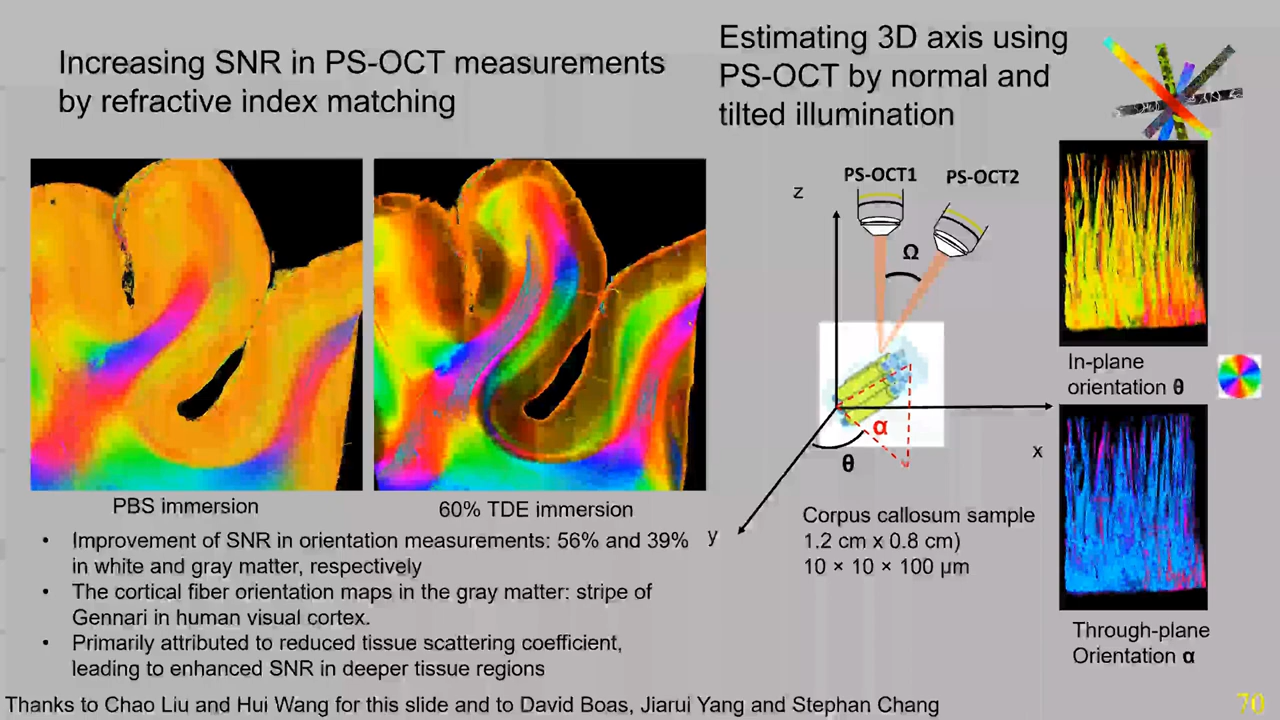 Increasing SNR in PS-OCT measurements
by refractive index matching
PBS immersion
60% TDE immersion
• Improvement of SNR in orientation measurements: 56% and 39%
in white and gray matter, respectively
• The cortical fiber orientation maps in the gray matter: stripe of
Gennari in human visual cortex.
• Primarily attributed to reduced tissue scattering coefficient,
leading to enhanced SNR in deeper tissue regions
Estimating 3D axis using
PS-OCT by normal and
tilted illumination
PS-OCT1
PS-OCT2
z
Ω
α
θ
x
y
Corpus callosum sample
1.2 cm x 0.8 cm)
10 × 10 × 100 μm
In-plane
orientation θ
Through-plane
Orientation α
Thanks to Chao Liu and Hui Wang for this slide and to David Boas, Jiarui Yang and Stephan Chang
70